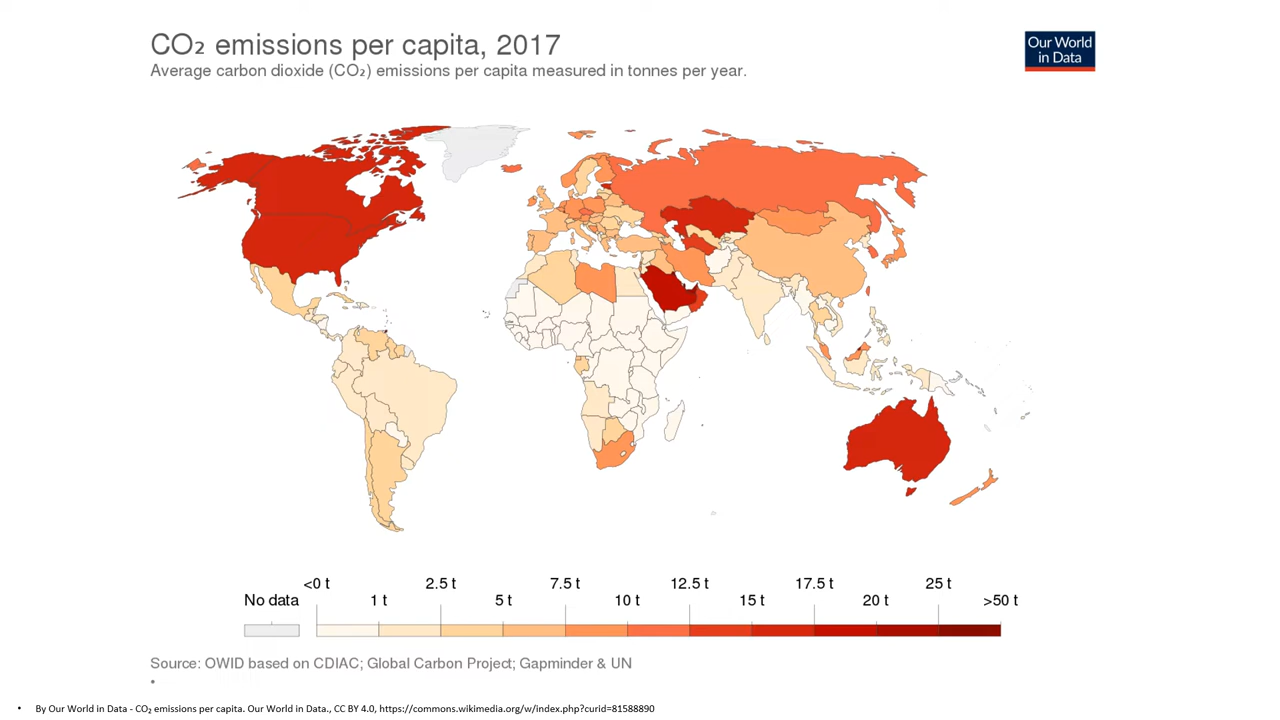 CO₂ emissions per capita, 2017
Average carbon dioxide (CO₂) emissions per capita measured in tonnes per year.
Our World
in Data
<0 t 2.5 t 7.5 t 12.5 t 17.5 t 25 t
No data 1 t 5 t 10 t 15 t 20 t >50 t
Source: OWID based on CDIAC; Global Carbon Project; Gapminder & UN
•
• By Our World in Data - CO₂ emissions per capita. Our World in Data., CC BY 4.0, https://commons.wikimedia.org/w/index.php?curid=81588890